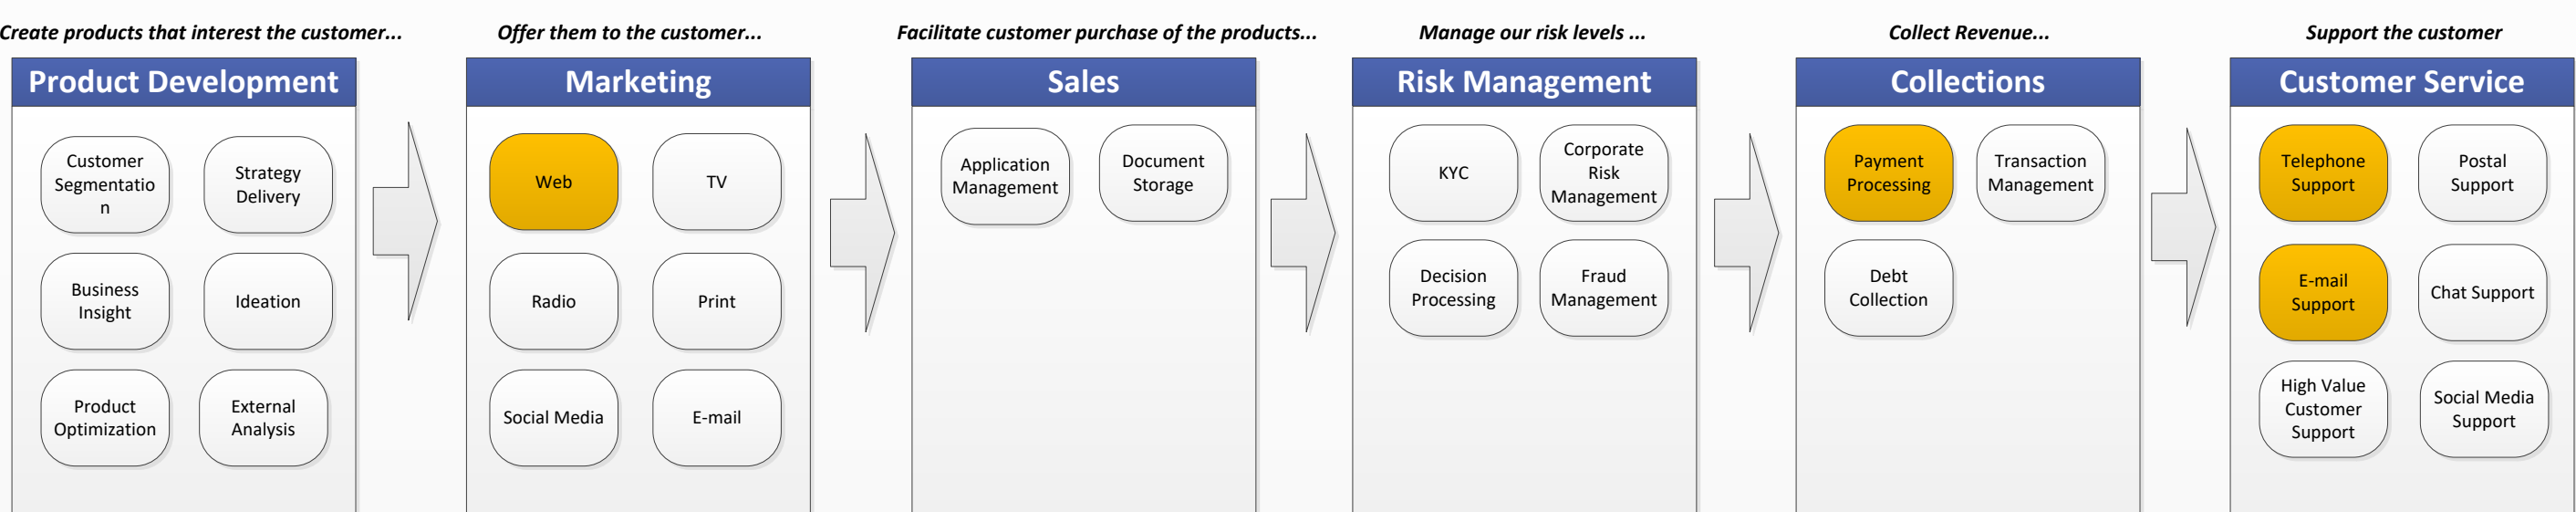 Create products that interest the customer...
Offer them to the customer...
Facilitate customer purchase of the products...
Manage our risk levels ...
Collect Revenue...
Support the customer
Product Development
Marketing
Sales
Risk Management
Collections
Customer Service
Customer
Segmentatio
n
Strategy
Delivery
Business
Insight
Ideation
Product
Optimization
External
Analysis
Web
TV
Radio
Print
Social Media
E-mail
Application
Management
Document
Storage
KYC
Corporate
Risk
Management
Decision
Processing
Fraud
Management
Payment
Processing
Transaction
Management
Debt
Collection
Telephone
Support
Postal
Support
E-mail
Support
Chat Support
High Value
Customer
Support
Social Media
Support